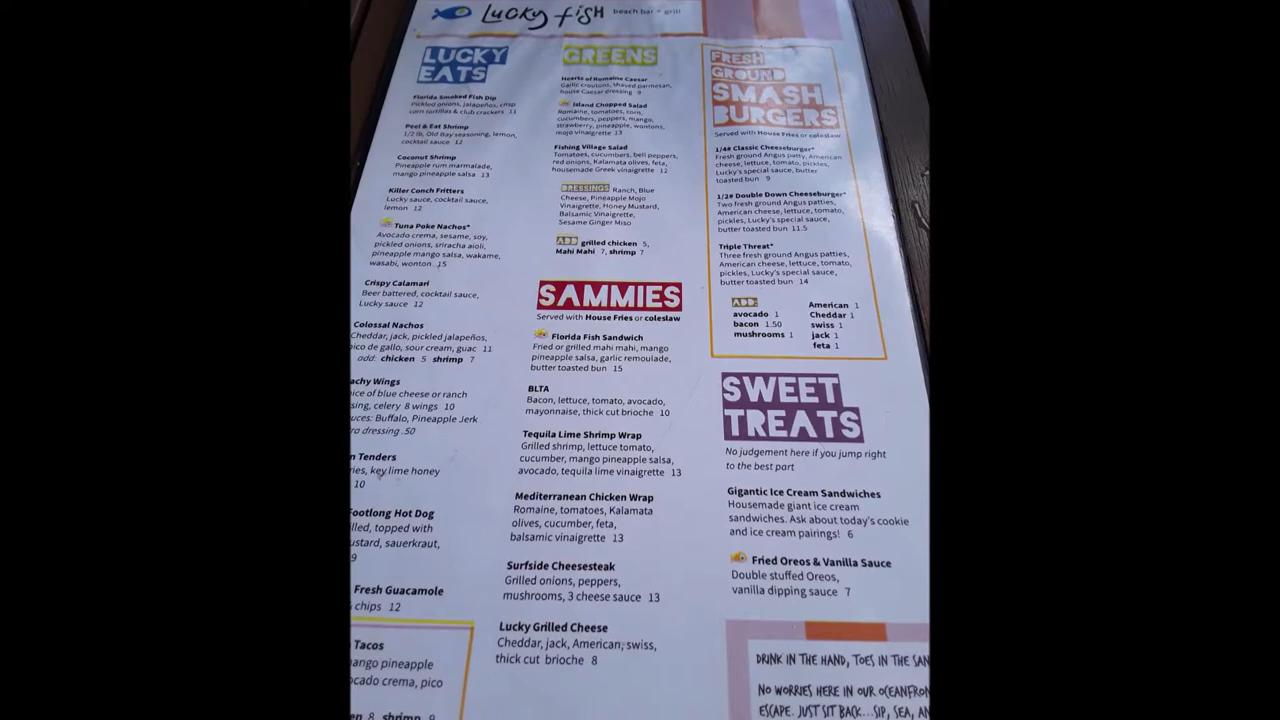 Lucky fish beach bar + grill
LUCKY
EATS
Florida Smoked Fish Dip
Pickled onions, jalapeños, crisp
corn tortillas & club crackers 11
Peel & Eat Shrimp
1/2 lb, Old Bay seasoning, lemon,
cocktail sauce 12
Coconut Shrimp
Pineapple rum marmalade,
mango pineapple salsa 13
Killer Conch Fritters
Lucky sauce, cocktail sauce,
lemon 12
Tuna Poke Nachos*
Avocado crema, sesame, soy,
pickled onions, sriracha aioli,
pineapple mango salsa, wakame,
wasabi, wonton 15
Crispy Calamari
Beer battered, cocktail sauce,
Lucky sauce 12
Colossal Nachos
Cheddar, jack, pickled jalapeños,
pico de gallo, sour cream, guac 11
add: chicken 5 shrimp 7
achy Wings
ice of blue cheese or ranch
sing, celery 8 wings 10
uces: Buffalo, Pineapple Jerk
ra dressing .50
n Tenders
ries, key lime honey
10
Footlong Hot Dog
lled, topped with
ustard, sauerkraut,
9
Fresh Guacamole
chips 12
Tacos
ango pineapple
ocado crema, pico
en 8 shrimp 9
GREENS
Hearts of Romaine Caesar
Garlic croutons, shaved parmesan,
house Caesar dressing 9
Island Chopped Salad
Romaine, tomatoes, corn,
cucumbers, peppers, mango,
strawberry, pineapple, wontons,
mojo vinaigrette 13
Fishing Village Salad
Tomatoes, cucumbers, bell peppers,
red onions, Kalamata olives, feta,
housemade Greek vinaigrette 12
DRESSINGS Ranch, Blue
Cheese, Pineapple Mojo
Vinaigrette, Honey Mustard,
Balsamic Vinaigrette,
Sesame Ginger Miso
ADD grilled chicken 5,
Mahi Mahi 7, shrimp 7
SAMMIES
Served with House Fries or coleslaw
Florida Fish Sandwich
Fried or grilled mahi mahi, mango
pineapple salsa, garlic remoulade,
butter toasted bun 15
BLTA
Bacon, lettuce, tomato, avocado,
mayonnaise, thick cut brioche 10
Tequila Lime Shrimp Wrap
Grilled shrimp, lettuce tomato,
cucumber, mango pineapple salsa,
avocado, tequila lime vinaigrette 13
Mediterranean Chicken Wrap
Romaine, tomatoes, Kalamata
olives, cucumber, feta,
balsamic vinaigrette 13
Surfside Cheesesteak
Grilled onions, peppers,
mushrooms, 3 cheese sauce 13
Lucky Grilled Cheese
Cheddar, jack, American, swiss,
thick cut brioche 8
FRESH
GROUND
SMASH
BURGERS
Served with House Fries or coleslaw
1/4# Classic Cheeseburger*
Fresh ground Angus patty, American
cheese, lettuce, tomato, pickles,
Lucky's special sauce, butter
toasted bun 9
1/2# Double Down Cheeseburger*
Two fresh ground Angus patties,
American cheese, lettuce, tomato,
pickles, Lucky's special sauce,
butter toasted bun 11.5
Triple Threat*
Three fresh ground Angus patties,
American cheese, lettuce, tomato,
pickles, Lucky's special sauce,
butter toasted bun 14
ADD:
avocado 1
bacon 1.50
mushrooms 1
American 1
Cheddar 1
swiss 1
jack 1
feta 1
SWEET
TREATS
No judgement here if you jump right
to the best part
Gigantic Ice Cream Sandwiches
Housemade giant ice cream
sandwiches. Ask about today's cookie
and ice cream pairings! 6
Fried Oreos & Vanilla Sauce
Double stuffed Oreos,
vanilla dipping sauce 7
DRINK IN THE HAND, TOES IN THE SAN
NO WORRIES HERE IN OUR OCEANFRON
ESCAPE. JUST SIT BACK...SIP, SEA, AN